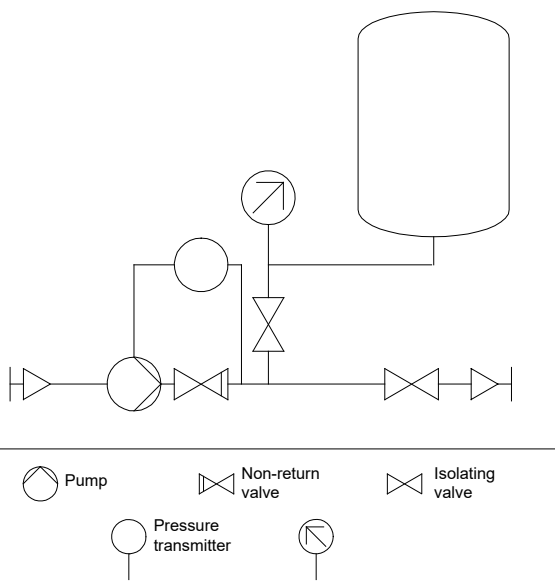 Pump
Non-return
valve
Isolating
valve
Pressure
transmitter